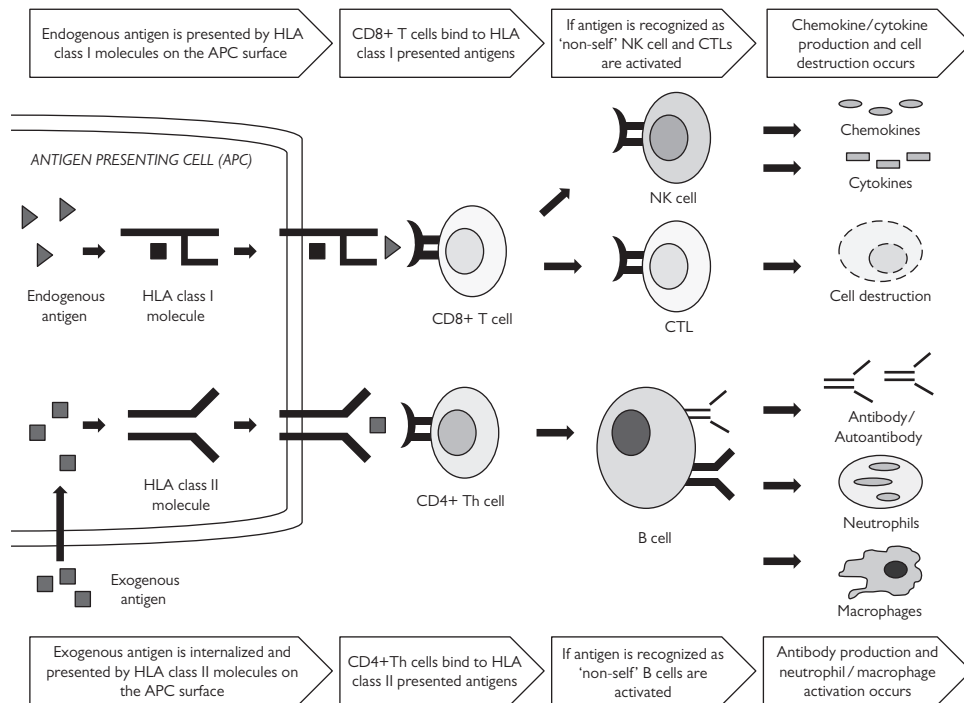 Endogenous antigen is presented by HLA
class I molecules on the APC surface
CD8+ T cells bind to HLA
class I presented antigens
If antigen is recognized as
‘non-self’ NK cell and CTLs
are activated
Chemokine/cytokine
production and cell
destruction occurs
ANTIGEN PRESENTING CELL (APC)
Chemokines
NK cell
Cytokines
Endogenous
antigen
HLA class I
molecule
CD8+ T cell
CTL
Cell destruction
Antibody/
Autoantibody
HLA class II
molecule
CD4+ Th cell
B cell
Neutrophils
Exogenous
antigen
Macrophages
Exogenous antigen is internalized and
presented by HLA class II molecules on
the APC surface
CD4+Th cells bind to HLA
class II presented antigens
If antigen is recognized as
‘non-self’ B cells are
activated
Antibody production and
neutrophil/macrophage
activation occurs